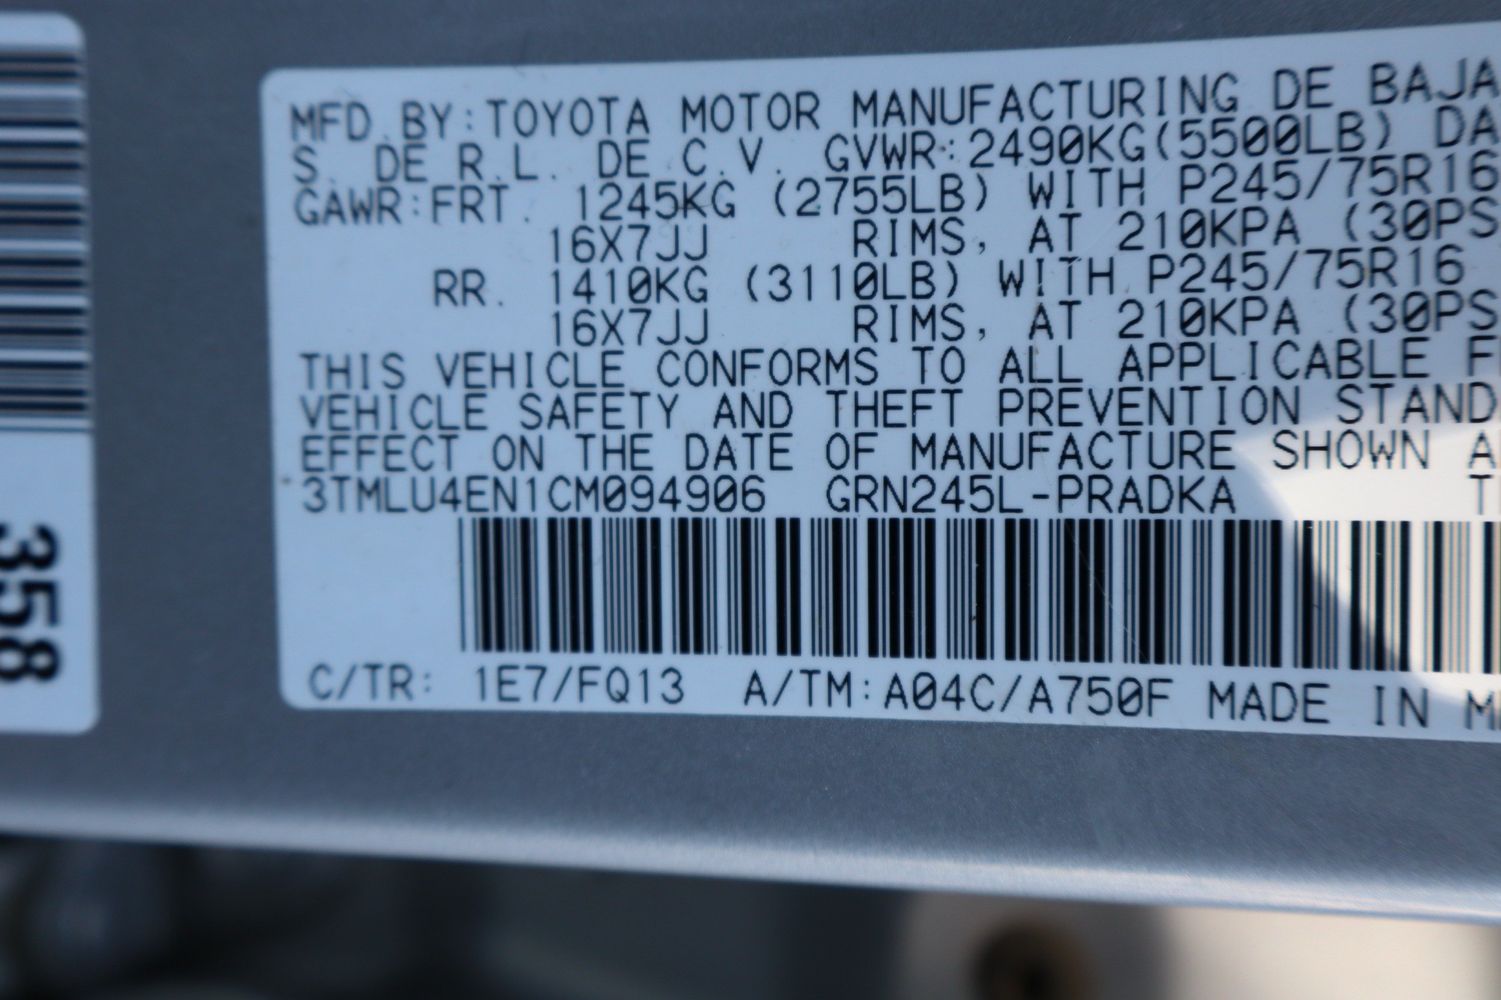 MFD.BY:TOYOTA MOTOR MANUFACTURING DE BAJA
S. DE R.L. DE C.V. GVWR:2490KG(5500LB) DA
GAWR:FRT. 1245KG (2755LB) WITH P245/75R16
16X7JJ RIMS, AT 210KPA (30PS
RR. 1410KG (3110LB) WITH P245/75R16
16X7JJ RIMS, AT 210KPA (30PS
THIS VEHICLE CONFORMS TO ALL APPLICABLE F
VEHICLE SAFETY AND THEFT PREVENTION STAND
EFFECT ON THE DATE OF MANUFACTURE SHOWN A
3TMLU4EN1CM094906 GRN245L-PRADKA T
C/TR: 1E7/FQ13 A/TM:A04C/A750F MADE IN M
358